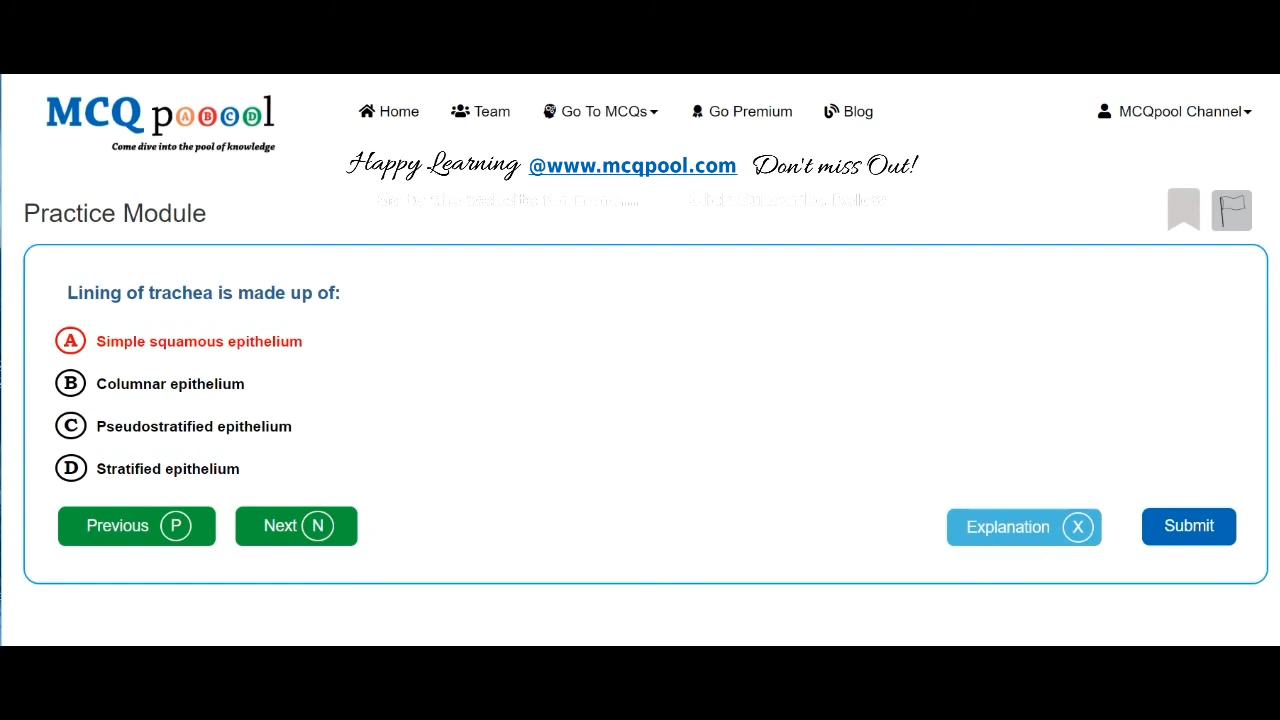 MCQ pooool
Come dive into the pool of knowledge
Home Team Go To MCQs Go Premium Blog MCQpool Channel
Happy Learning @www.mcqpool.com Don't miss Out!
Practice Module
Lining of trachea is made up of:
A Simple squamous epithelium
B Columnar epithelium
C Pseudostratified epithelium
D Stratified epithelium
Previous P Next N Explanation X Submit